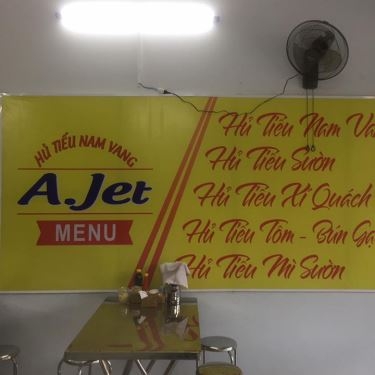 HỦ TIẾU NAM VANG
A.Jet
MENU
Hủ Tiếu Nam Va
Hủ Tiếu Sườn
Hủ Tiếu Xí Quách
Hủ Tiếu Tôm - Bún Gạ
Hủ Tiếu Mì Sườn